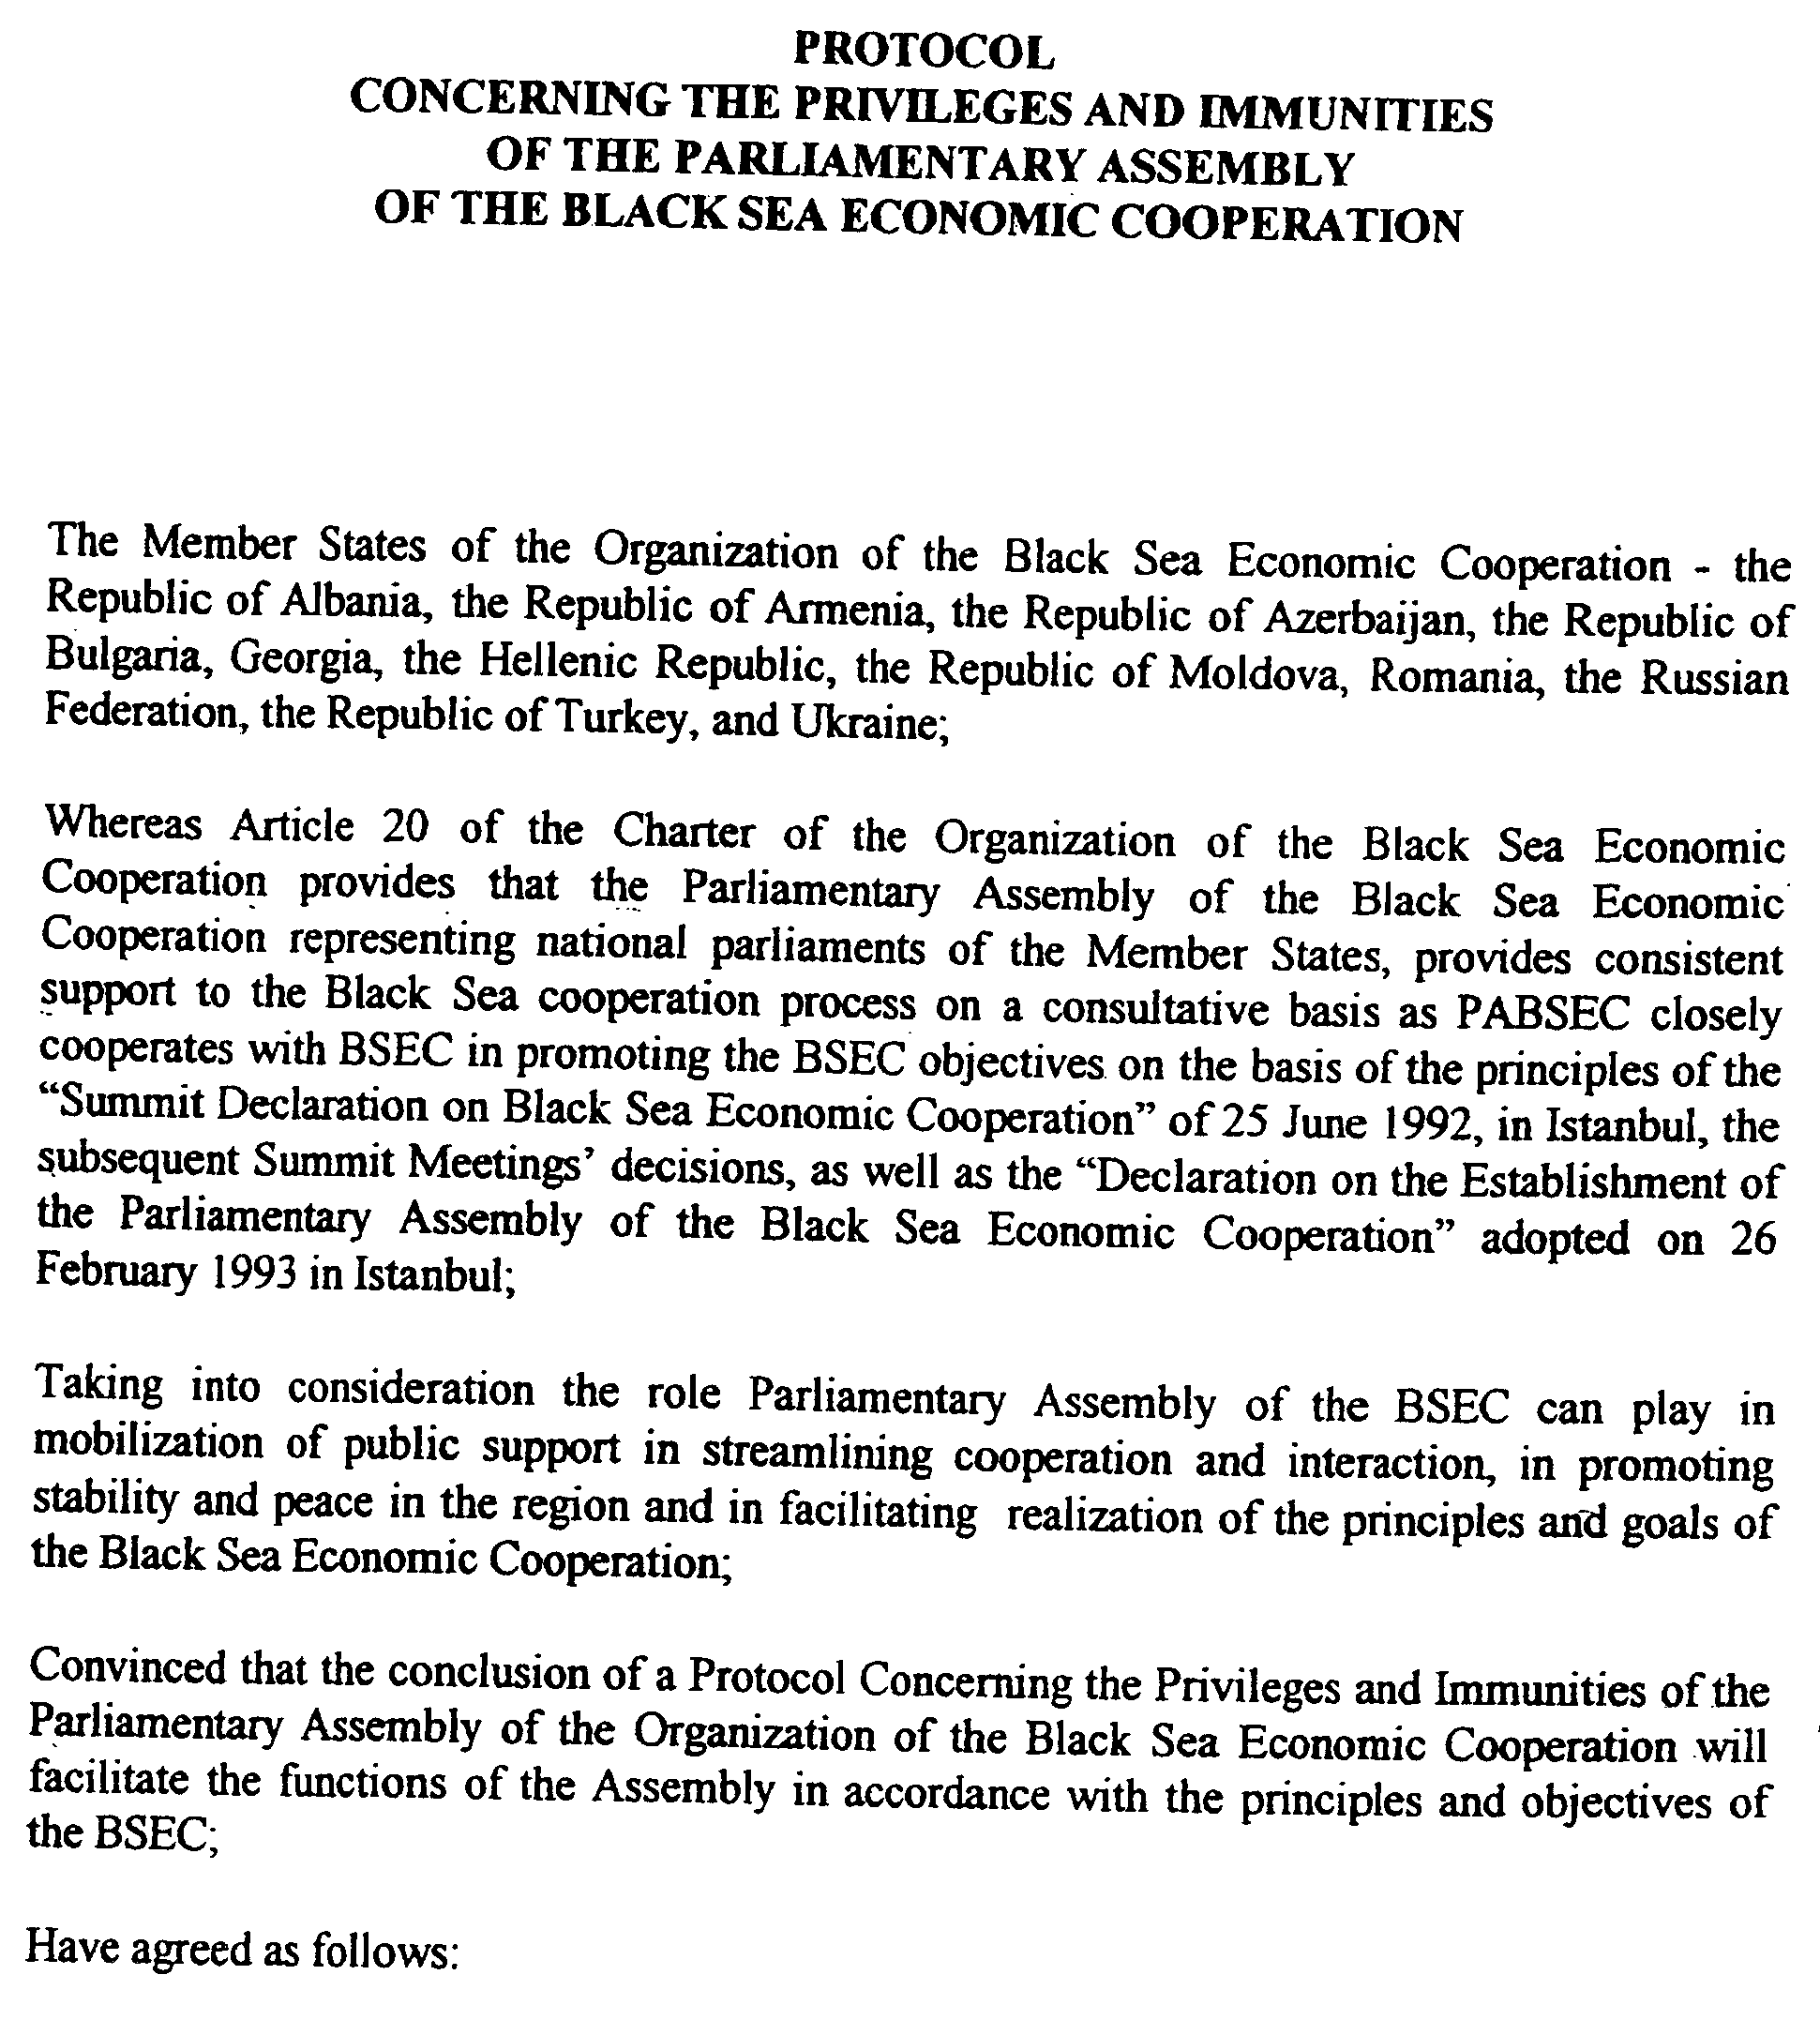 PROTOCOL
CONCERNING THE PRIVILEGES AND IMMUNITIES
OF THE PARLIAMENTARY ASSEMBLY
OF THE BLACK SEA ECONOMIC COOPERATION
The Member States of the Organization of the Black Sea Economic Cooperation - the
Republic of Albania, the Republic of Armenia, the Republic of Azerbaijan, the Republic of
Bulgaria, Georgia, the Hellenic Republic, the Republic of Moldova, Romania, the Russian
Federation, the Republic of Turkey, and Ukraine;
Whereas Article 20 of the Charter of the Organization of the Black Sea Economic
Cooperation provides that the Parliamentary Assembly of the Black Sea Economic
Cooperation representing national parliaments of the Member States, provides consistent
support to the Black Sea cooperation process on a consultative basis as PABSEC closely
cooperates with BSEC in promoting the BSEC objectives on the basis of the principles of the
“Summit Declaration on Black Sea Economic Cooperation” of 25 June 1992, in Istanbul, the
subsequent Summit Meetings’ decisions, as well as the “Declaration on the Establishment of
the Parliamentary Assembly of the Black Sea Economic Cooperation” adopted on 26
February 1993 in Istanbul;
Taking into consideration the role Parliamentary Assembly of the BSEC can play in
mobilization of public support in streamlining cooperation and interaction, in promoting
stability and peace in the region and in facilitating realization of the principles and goals of
the Black Sea Economic Cooperation;
Convinced that the conclusion of a Protocol Concerning the Privileges and Immunities of the
Parliamentary Assembly of the Organization of the Black Sea Economic Cooperation will
facilitate the functions of the Assembly in accordance with the principles and objectives of
the BSEC;
Have agreed as follows: